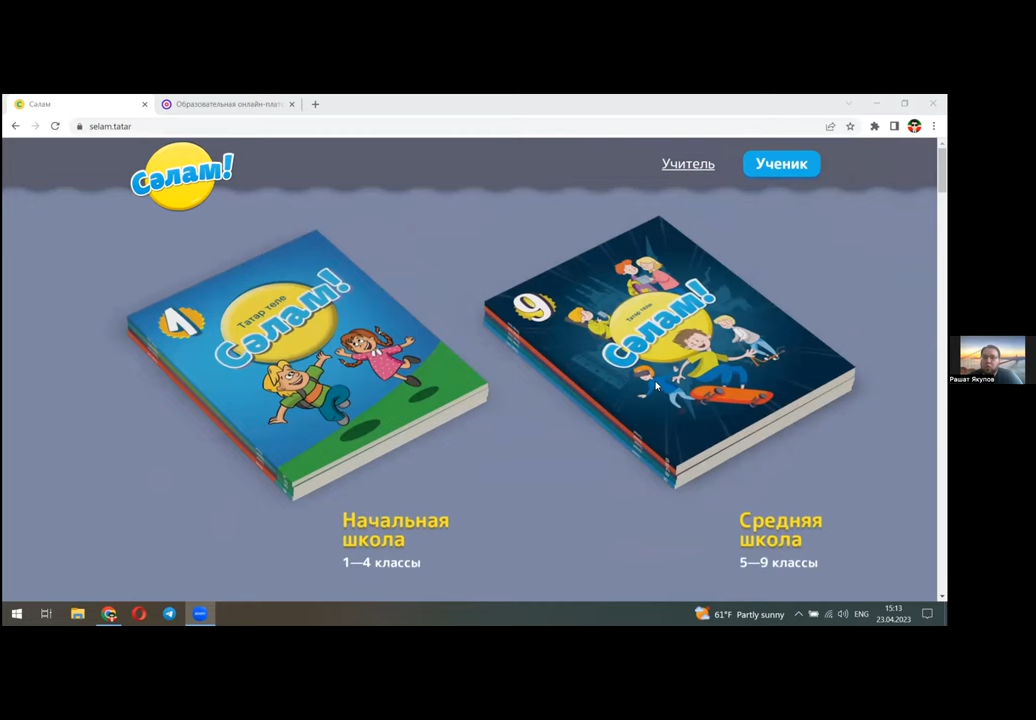 Салам
Образовательная онлайн-плат
selam.tatar
Сәлам!
Учитель
Ученик
1
Татар теле
Сәлам!
9
Татар теле
Сәлам!
Начальная
школа
1—4 классы
Средняя
школа
5—9 классы
Рашат Якупов
61°F Partly sunny
ENG
15:13
23.04.2023